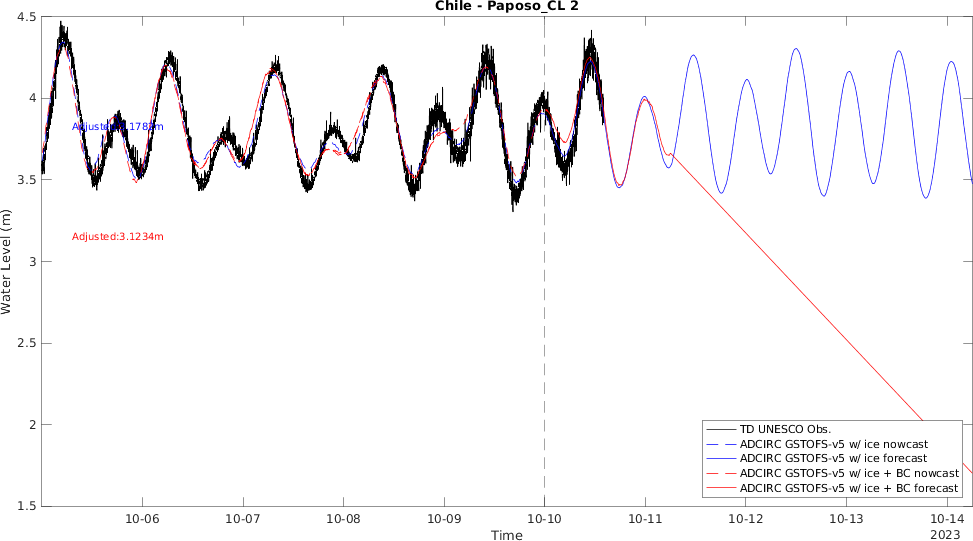 Chile - Paposo_CL 2
4.5
4
3.5
3
2.5
2
1.5
Water Level (m)
Adjusted:3.1234m
10-06
10-07
10-08
10-09
10-10
10-11
10-12
10-13
10-14
2023
Time
TD UNESCO Obs.
ADCIRC GSTOFS-v5 w/ ice nowcast
ADCIRC GSTOFS-v5 w/ ice forecast
ADCIRC GSTOFS-v5 w/ ice + BC nowcast
ADCIRC GSTOFS-v5 w/ ice + BC forecast